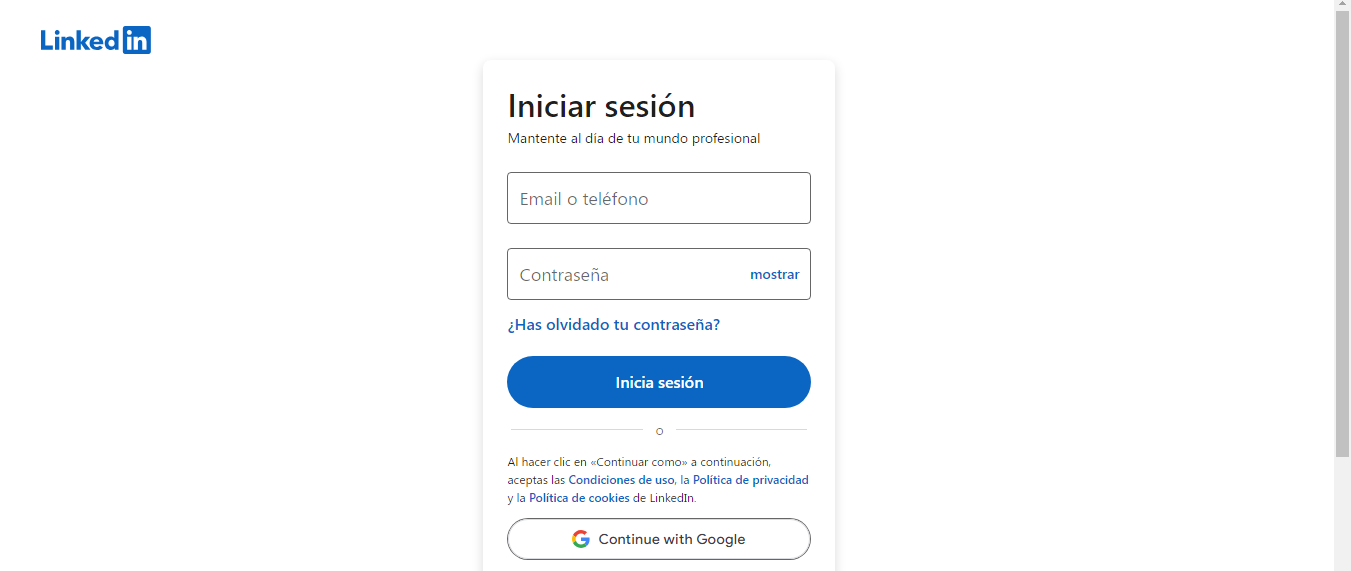 Linked in
Iniciar sesión
Mantente al día de tu mundo profesional
Email o teléfono
Contraseña mostrar
¿Has olvidado tu contraseña?
Inicia sesión
o
Al hacer clic en «Continuar como» a continuación,
aceptas las Condiciones de uso, la Política de privacidad
y la Política de cookies de LinkedIn.
Continue with Google